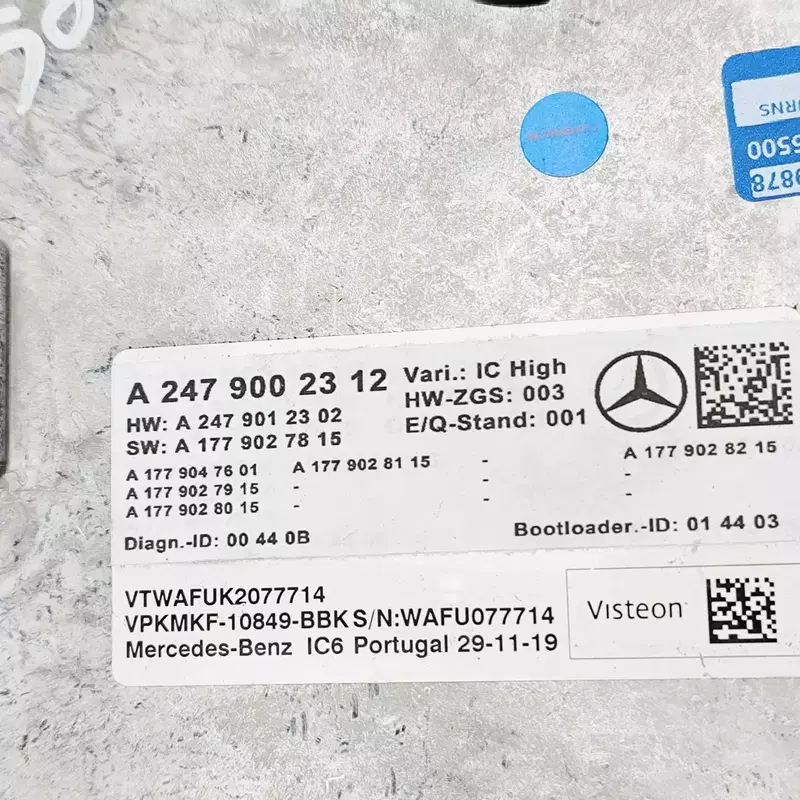 RNS
5500
9878
A 247 900 23 12
Vari.: IC High
HW-ZGS: 003
E/Q-Stand: 001
HW: A 247 901 23 02
SW: A 177 902 78 15
A 177 904 76 01 A 177 902 81 15 - A 177 902 82 15
A 177 902 79 15 - - -
A 177 902 80 15 - - -
Diagn.-ID: 00 44 0B
Bootloader.-ID: 01 44 03
VTWAFUK2077714
VPKMKF-10849-BBK S/N:WAFU077714
Mercedes-Benz IC6 Portugal 29-11-19
Visteon